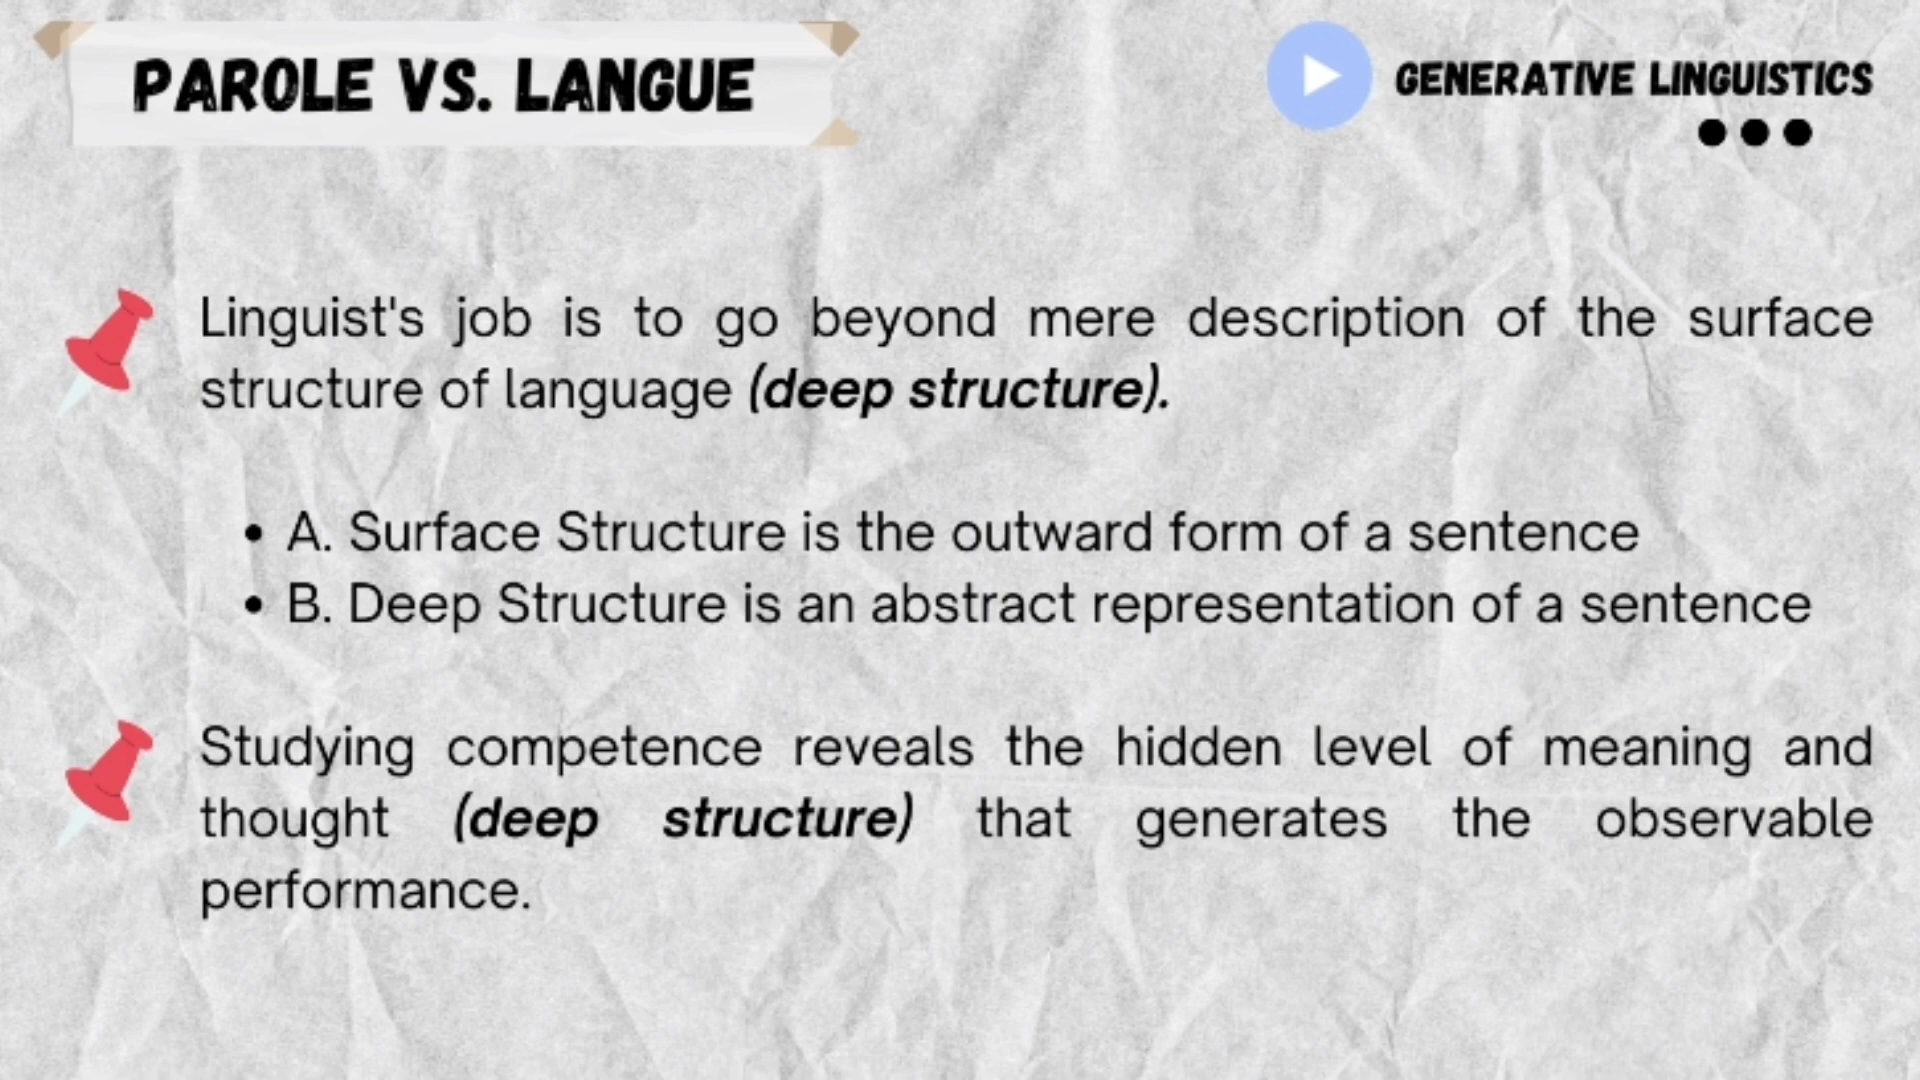 PAROLE VS. LANGUE
GENERATIVE LINGUISTICS
Linguist's job is to go beyond mere description of the surface
structure of language (deep structure).
• A. Surface Structure is the outward form of a sentence
• B. Deep Structure is an abstract representation of a sentence
Studying competence reveals the hidden level of meaning and
thought (deep structure) that generates the observable
performance.